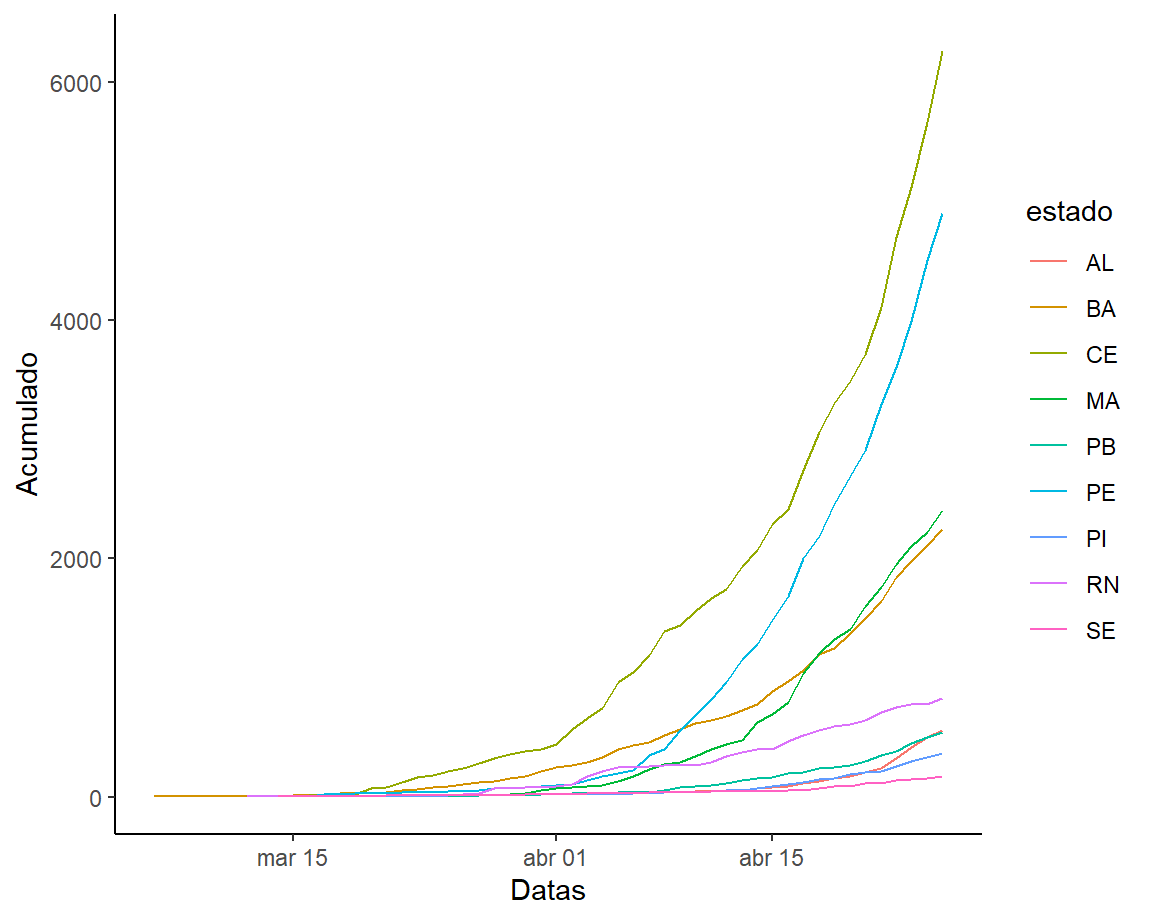 6000
4000
2000
0
Acumulado
mar 15
abr 01
abr 15
Datas
estado
AL
BA
CE
MA
PB
PE
PI
RN
SE